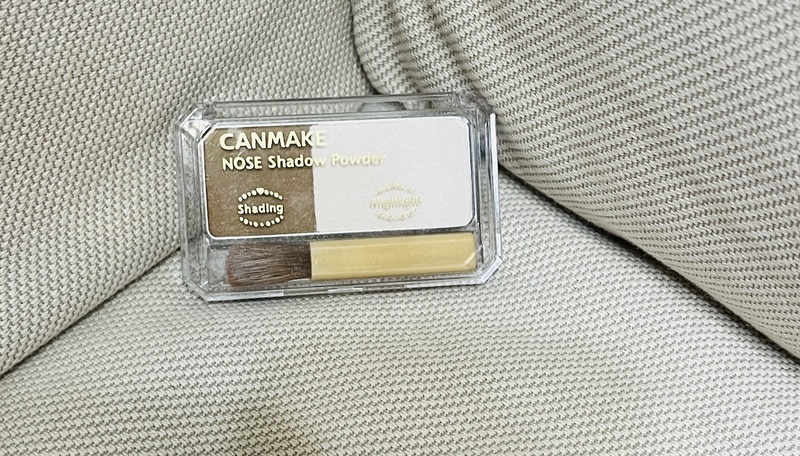 CANMAKE
NOSE Shadow Powder
Shading
Highlight